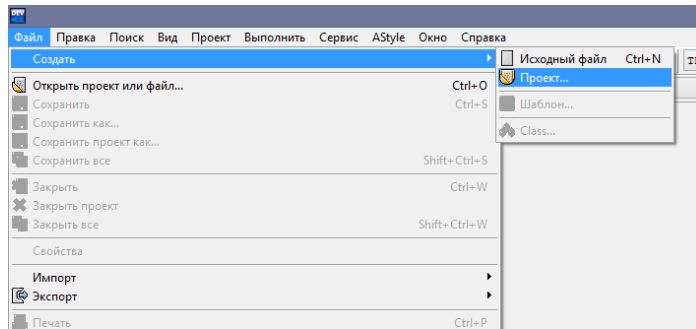 DEV
Файл Правка Поиск Вид Проект Выполнить Сервис AStyle Окно Справка
Создать
Исходный файл Ctrl+N
Проект...
Шаблон...
Class...
Открыть проект или файл... Ctrl+O
Сохранить Ctrl+S
Сохранить как...
Сохранить проект как...
Сохранить все Shift+Ctrl+S
Закрыть Ctrl+W
Закрыть проект
Закрыть все Shift+Ctrl+W
Свойства
Импорт
Экспорт
Печать Ctrl+P